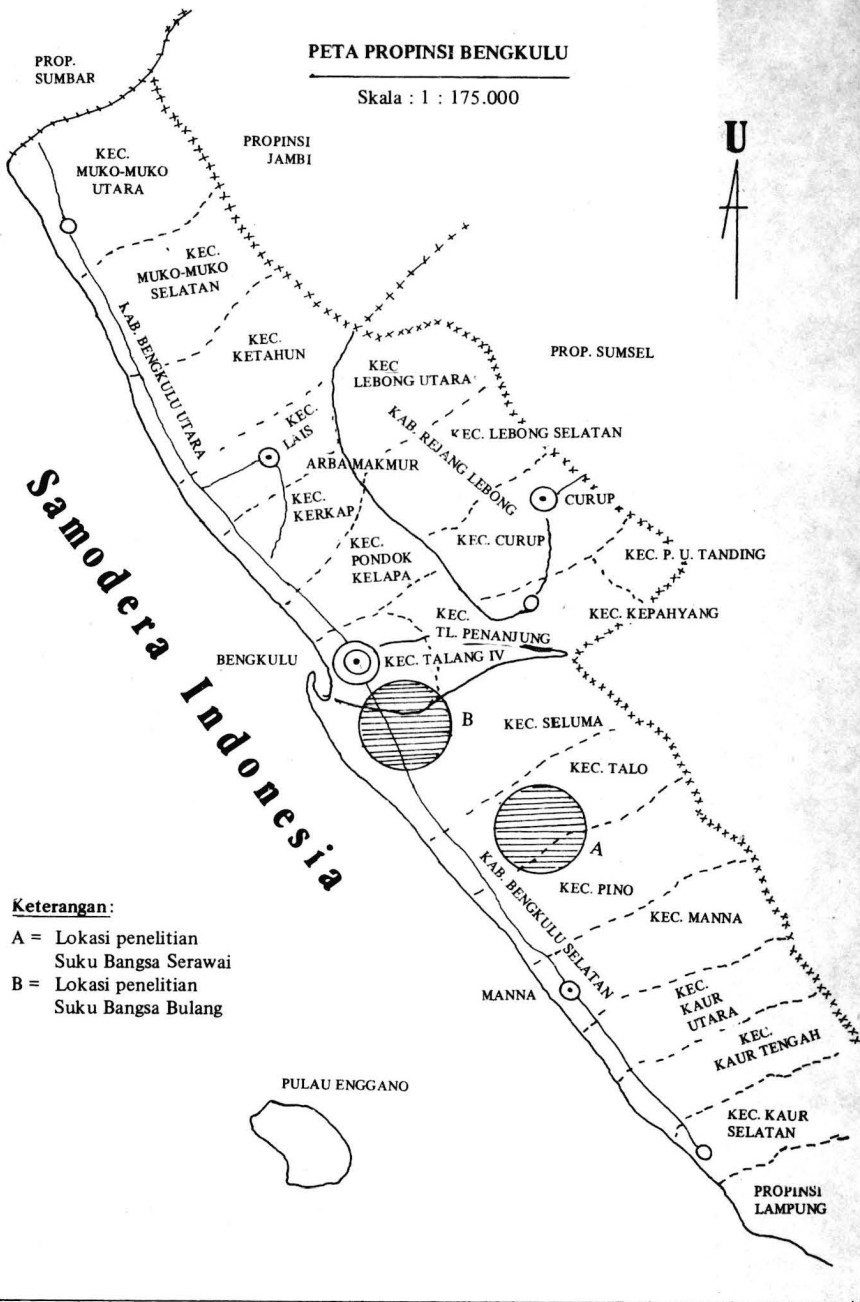 PETA PROPINSI BENGKULU
Skala : 1 : 175.000
U
PROP.
SUMBAR
PROPINSI
JAMBI
KEC.
MUKO-MUKO
UTARA
KEC.
MUKO-MUKO
SELATAN
KAB. BENGKULU UTARA
KEC.
KETAHUN
KEC
LEBONG UTARA
PROP. SUMSEL
KEC.
LAIS
KAB. REJANG LEBONG
KEC. LEBONG SELATAN
ARBA MAKMUR
KEC.
KERKAP
CURUP
KEC.
PONDOK
KELAPA
KEC. CURUP
KEC. P. U. TANDING
KEC. KEPAHYANG
KEC.
TL. PENANJUNG
BENGKULU
KEC. TALANG IV
B
KEC. SELUMA
KEC. TALO
A
Samodera Indonesia
KAB. BENGKULU SELATAN
KEC. PINO
KEC. MANNA
MANNA
KEC.
KAUR
UTARA
KEC.
KAUR TENGAH
KEC. KAUR
SELATAN
PROPINSI
LAMPUNG
PULAU ENGGANO
Keterangan:
A = Lokasi penelitian
Suku Bangsa Serawai
B = Lokasi penelitian
Suku Bangsa Bulang